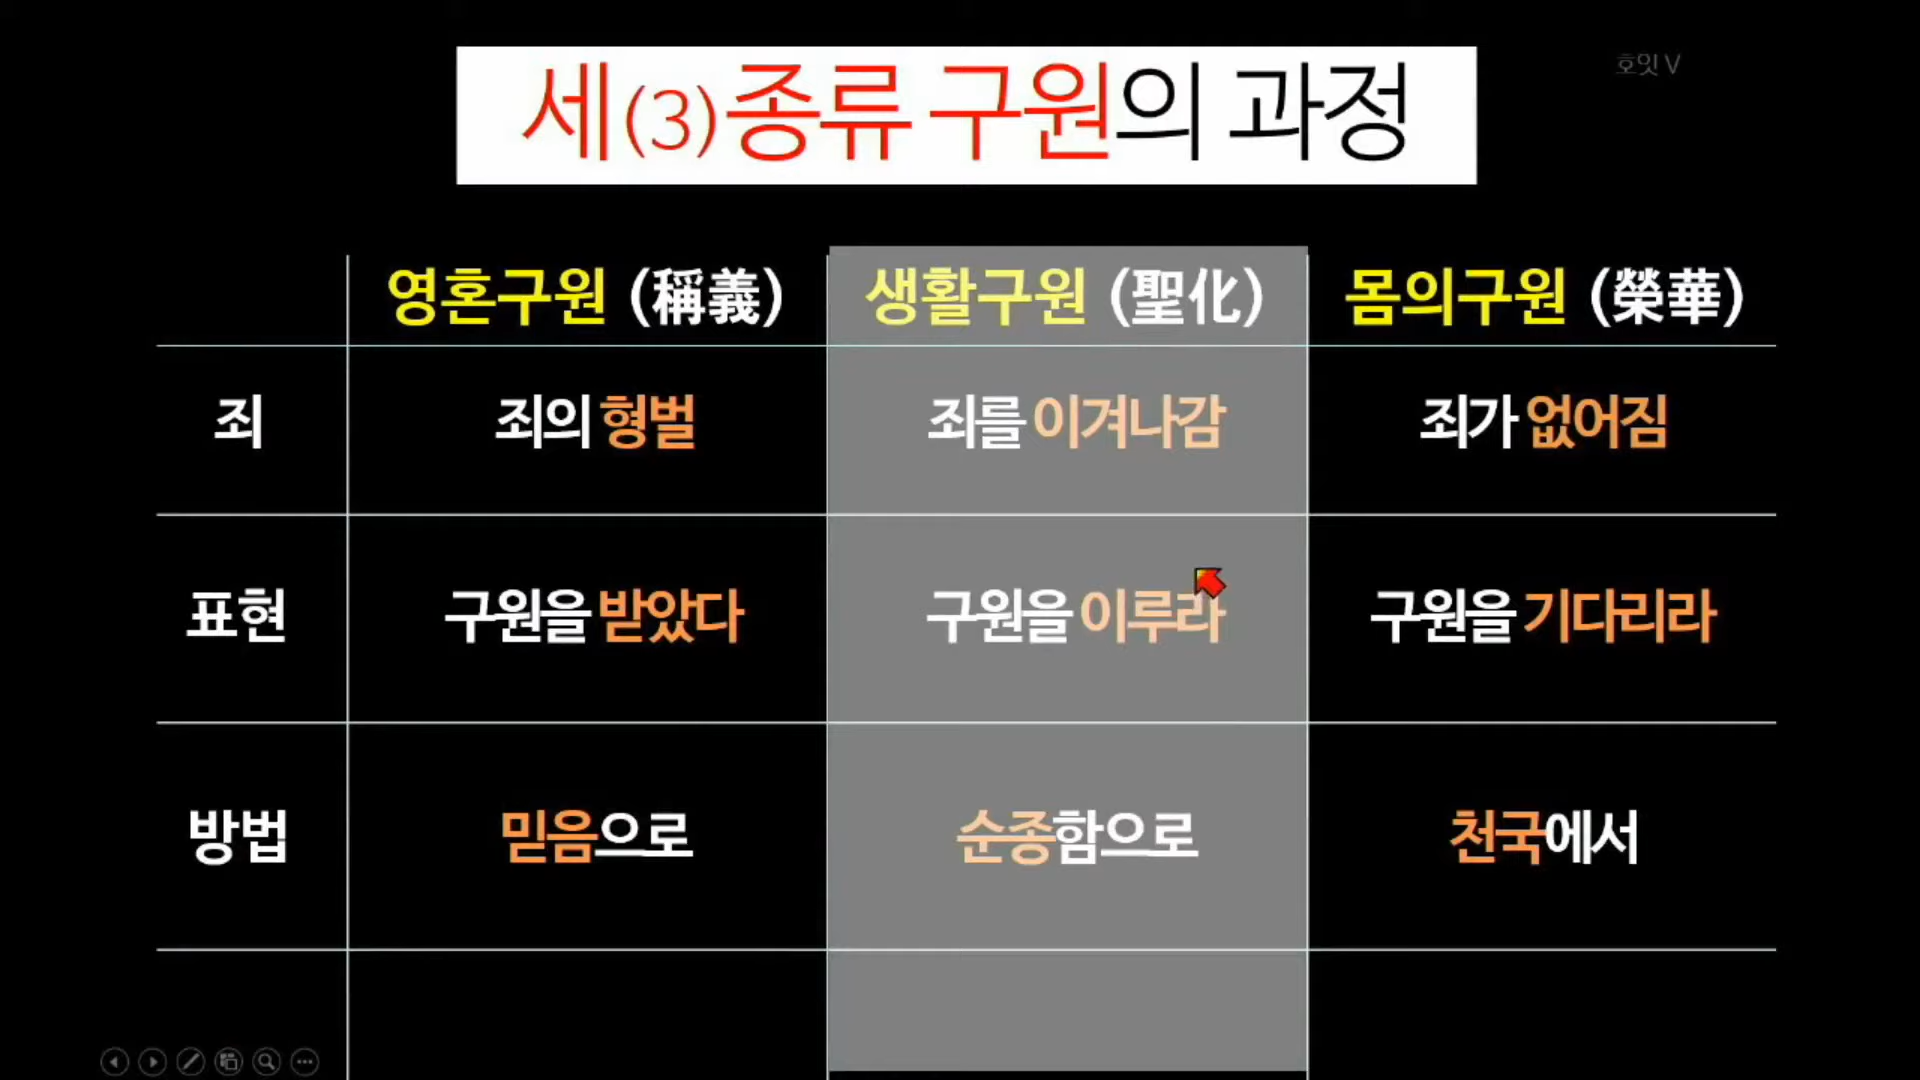 호잇 V
세(3)종류 구원의 과정
영혼구원 (稱義) 생활구원 (聖化) 몸의구원 (榮華)
죄 죄의 형벌 죄를 이겨나감 죄가 없어짐
표현 구원을 받았다 구원을 이루라 구원을 기다리라
방법 믿음으로 순종함으로 천국에서